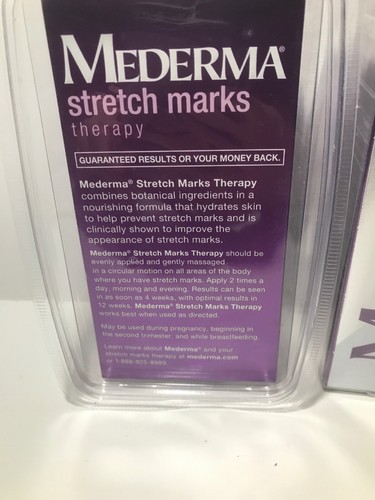 MEDERMA®
stretch marks
therapy
GUARANTEED RESULTS OR YOUR MONEY BACK.
Mederma® Stretch Marks Therapy
combines botanical ingredients in a
nourishing formula that hydrates skin
to help prevent stretch marks and is
clinically shown to improve the
appearance of stretch marks.
Mederma® Stretch Marks Therapy should be
evenly applied and gently massaged
in a circular motion on all areas of the body
where you have stretch marks. Apply 2 times a
day, morning and evening. Results can be seen
in as soon as 4 weeks, with optimal results in
12 weeks. Mederma® Stretch Marks Therapy
works best when used as directed.
May be used during pregnancy, beginning in
the second trimester, and while breastfeeding.
Learn more about Mederma® and your
stretch marks therapy at mederma.com
or